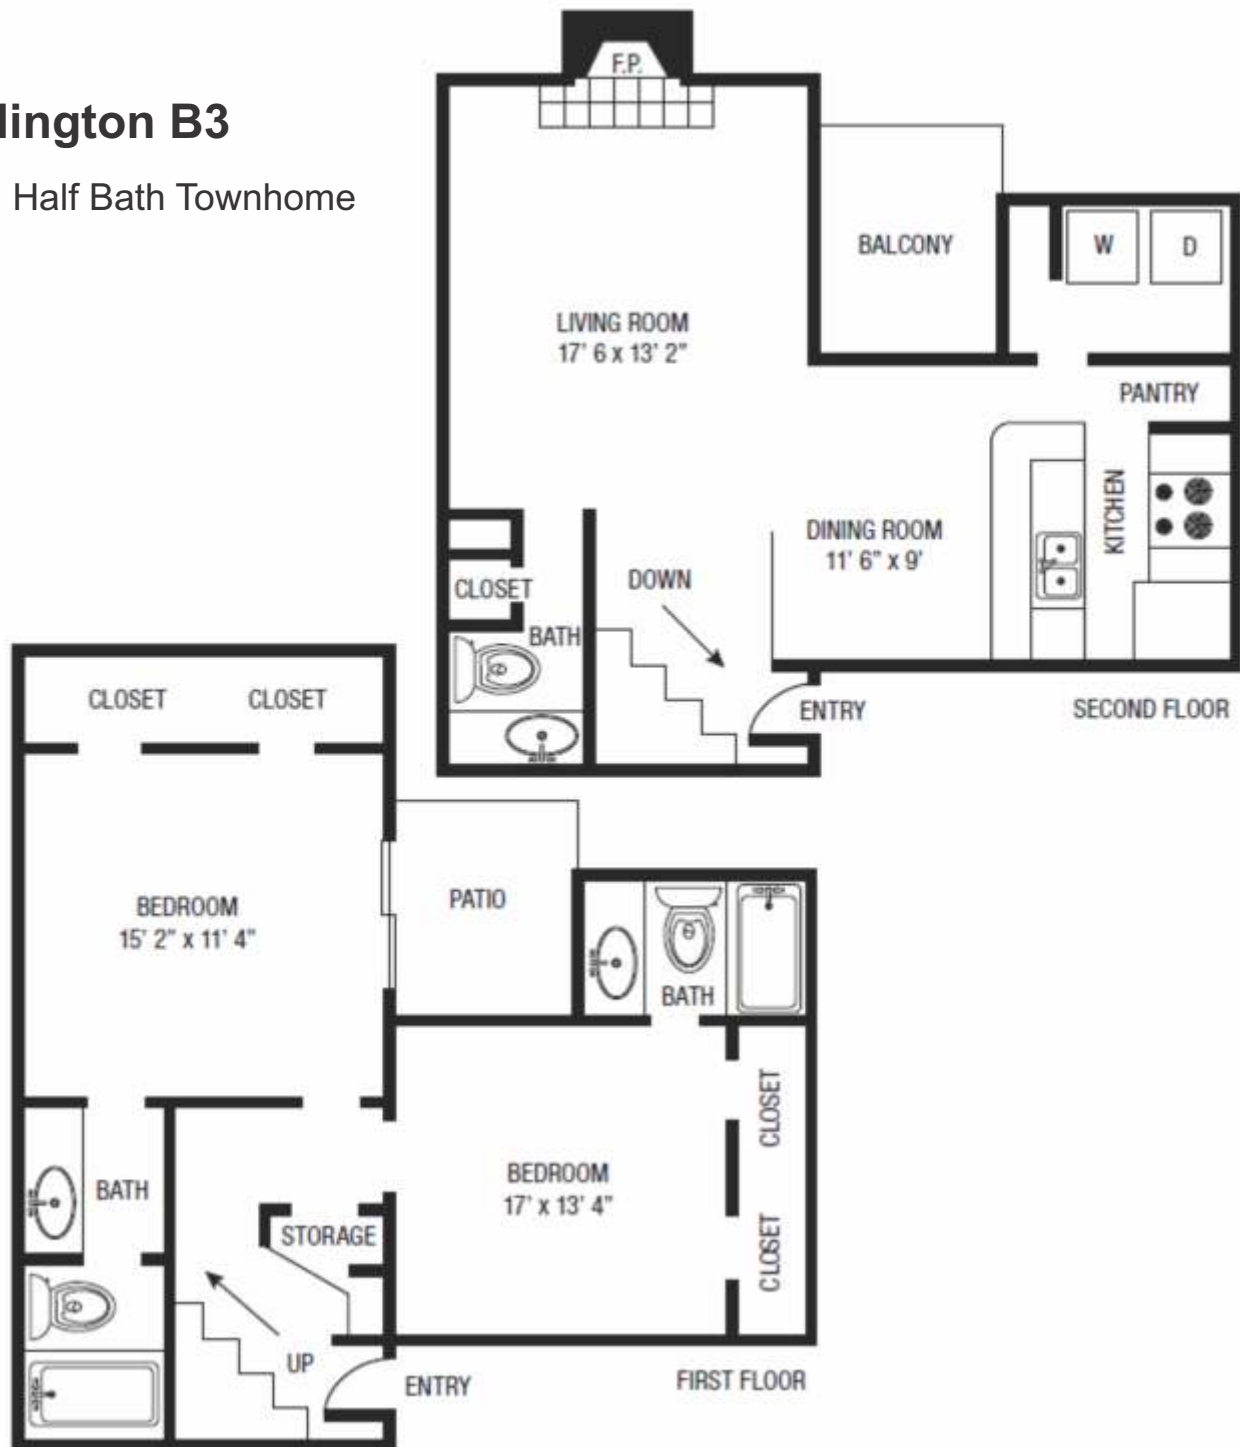 lington B3
Half Bath Townhome
F.P.
BALCONY
W
D
LIVING ROOM
17' 6 x 13' 2"
PANTRY
KITCHEN
DINING ROOM
11' 6" x 9'
DOWN
CLOSET
BATH
ENTRY
SECOND FLOOR
CLOSET
CLOSET
PATIO
BEDROOM
15' 2" x 11' 4"
BATH
CLOSET
BEDROOM
17' x 13' 4"
BATH
STORAGE
CLOSET
UP
ENTRY
FIRST FLOOR